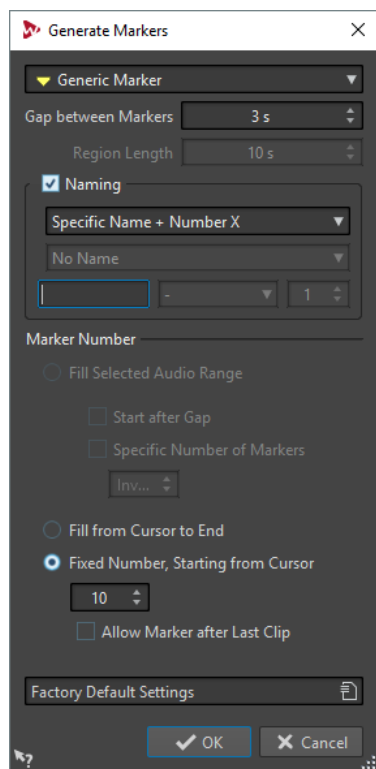 Generate Markers
Generic Marker
Gap between Markers 3 s
Region Length 10 s
Naming
Specific Name + Number X
No Name
- 1
Marker Number
Fill Selected Audio Range
Start after Gap
Specific Number of Markers
Inv...
Fill from Cursor to End
Fixed Number, Starting from Cursor
10
Allow Marker after Last Clip
Factory Default Settings
OK Cancel
?